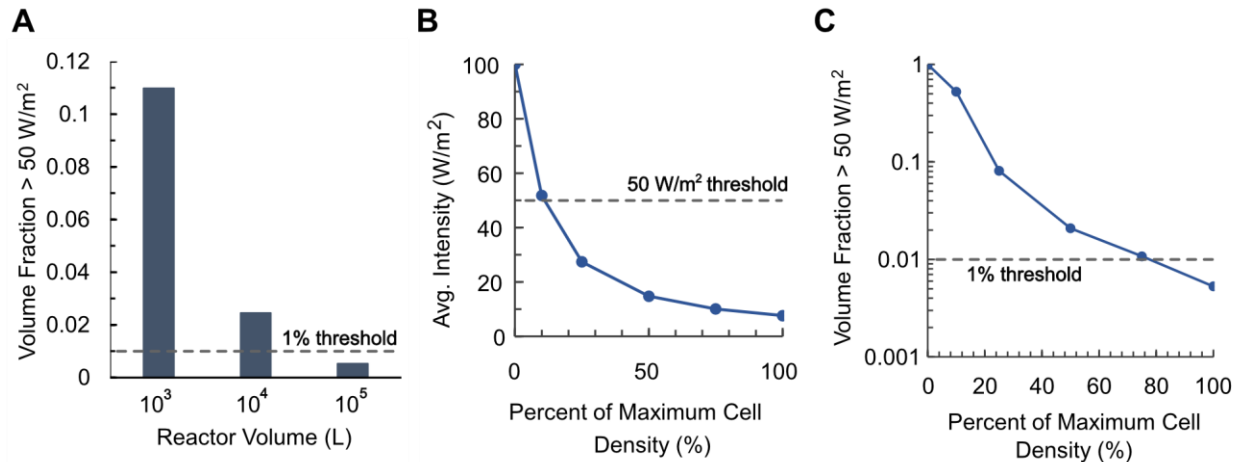 A
Volume Fraction > 50 W/m²
0.12
0.1
0.08
0.06
0.04
0.02
0
1% threshold
10³
10⁴
10⁵
Reactor Volume (L)
B
Avg. Intensity (W/m²)
100
80
60
40
20
0
50 W/m² threshold
0
50
100
Percent of Maximum Cell
Density (%)
C
Volume Fraction > 50 W/m²
1
0.1
0.01
0.001
1% threshold
0
20
40
60
80
100
Percent of Maximum Cell
Density (%)